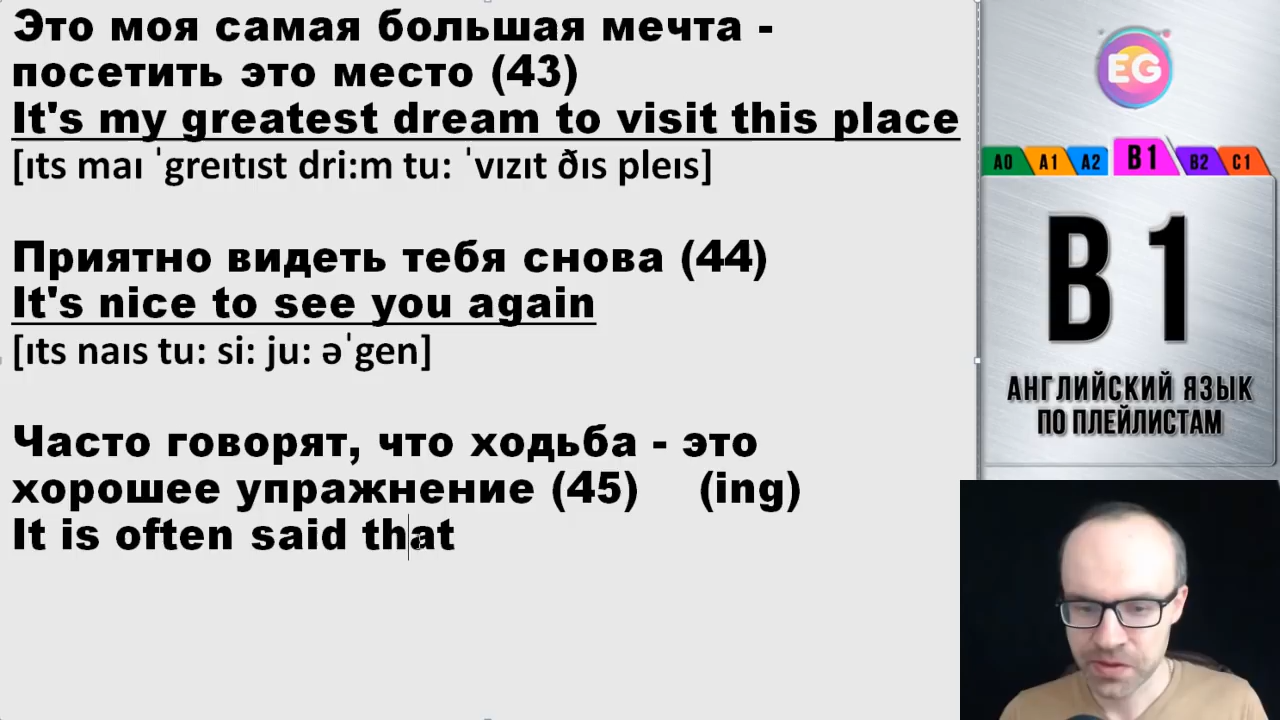 Это моя самая большая мечта -
посетить это место (43)
It's my greatest dream to visit this place
[ɪts maɪ ˈgreɪtɪst dri:m tu: ˈvɪzɪt ðɪs pleɪs]
Приятно видеть тебя снова (44)
It's nice to see you again
[ɪts naɪs tu: si: ju: əˈgen]
Часто говорят, что ходьба - это
хорошее упражнение (45) (ing)
It is often said that
EG
A0 A1 A2 B1 B2 C1
B1
АНГЛИЙСКИЙ ЯЗЫК
ПО ПЛЕЙЛИСТАМ